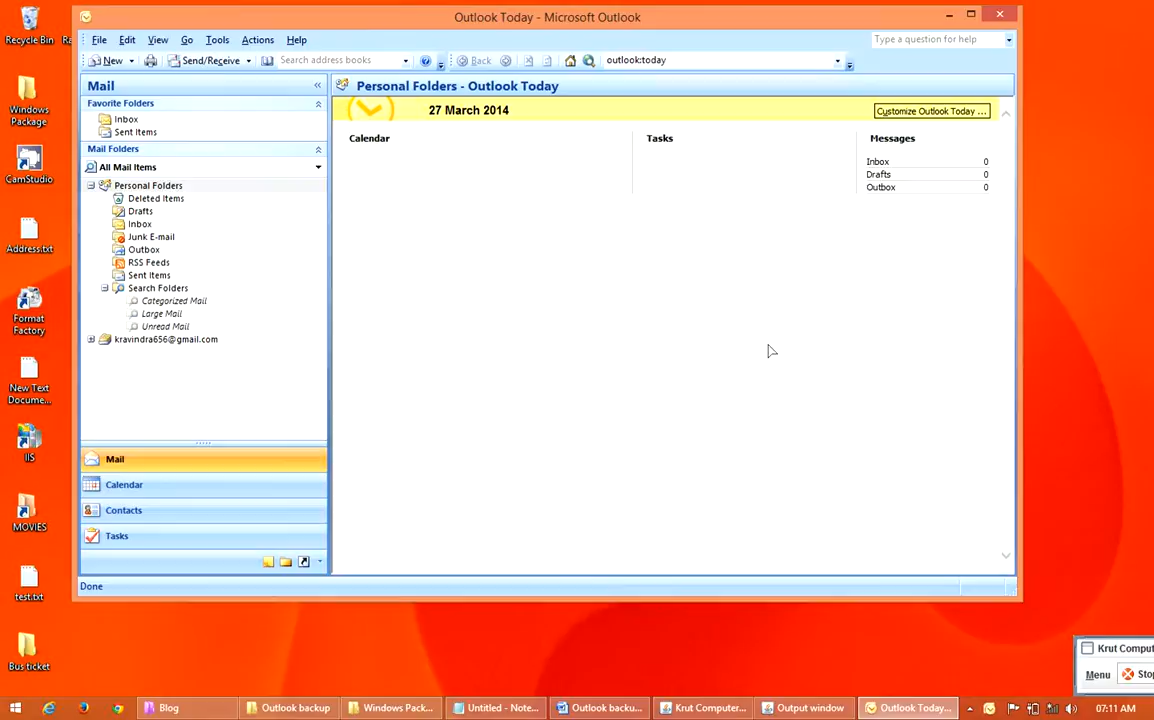 Outlook Today - Microsoft Outlook
File Edit View Go Tools Actions Help
Type a question for help
New
Send/Receive
Search address books
Back
outlook:today
Mail
Personal Folders - Outlook Today
Favorite Folders
Inbox
Sent Items
27 March 2014
Customize Outlook Today ...
Mail Folders
All Mail Items
Personal Folders
Deleted Items
Drafts
Inbox
Junk E-mail
Outbox
RSS Feeds
Sent Items
Search Folders
Categorized Mail
Large Mail
Unread Mail
kravindra656@gmail.com
Calendar
Tasks
Messages
Inbox 0
Drafts 0
Outbox 0
Mail
Calendar
Contacts
Tasks
Done
Recycle Bin
Ra
Windows
Package
CamStudio
Address.txt
Format
Factory
New Text
Docume...
IIS
MOVIES
test.txt
Bus ticket
Krut Comput
Menu
Stop
Blog
Outlook backup
Windows Pack...
Untitled - Note...
Outlook backu...
Krut Computer...
Output window
Outlook Today...
07:11 AM